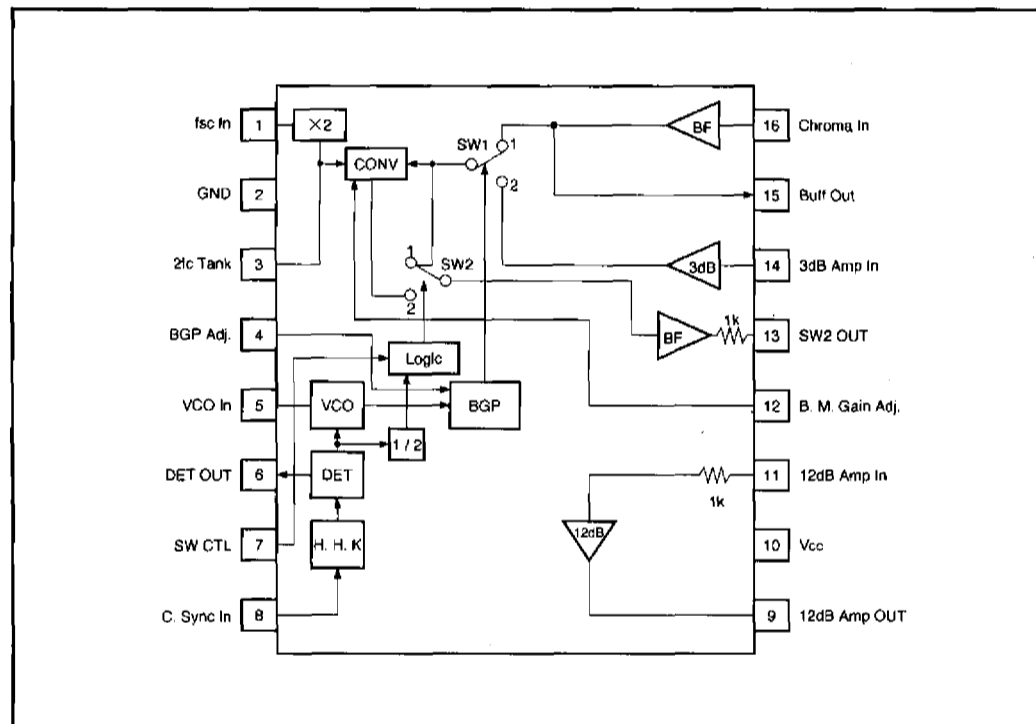 fsc In 1 ×2 BF 16 Chroma In
SW1 1
CONV
2
GND 2 15 Buff Out
2fc Tank 3 1 SW2 3dB 14 3dB Amp In
2
BGP Adj. 4 BF 1k 13 SW2 OUT
Logic
VCO In 5 VCO BGP 12 B. M. Gain Adj.
1/2
DET OUT 6 DET 11 12dB Amp In
1k
SW CTL 7 H. H. K 12dB 10 Vcc
C. Sync In 8 9 12dB Amp OUT